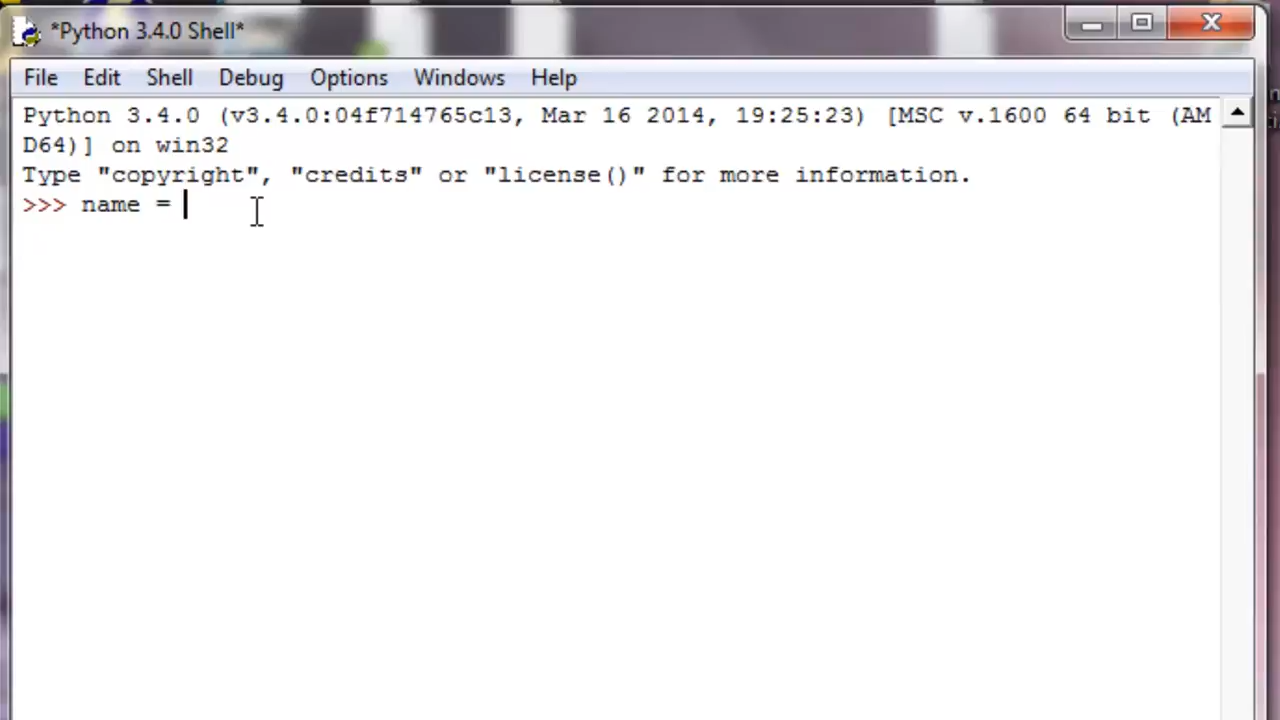 *Python 3.4.0 Shell*
File Edit Shell Debug Options Windows Help
Python 3.4.0 (v3.4.0:04f714765c13, Mar 16 2014, 19:25:23) [MSC v.1600 64 bit (AM
D64)] on win32
Type "copyright", "credits" or "license()" for more information.
>>> name =